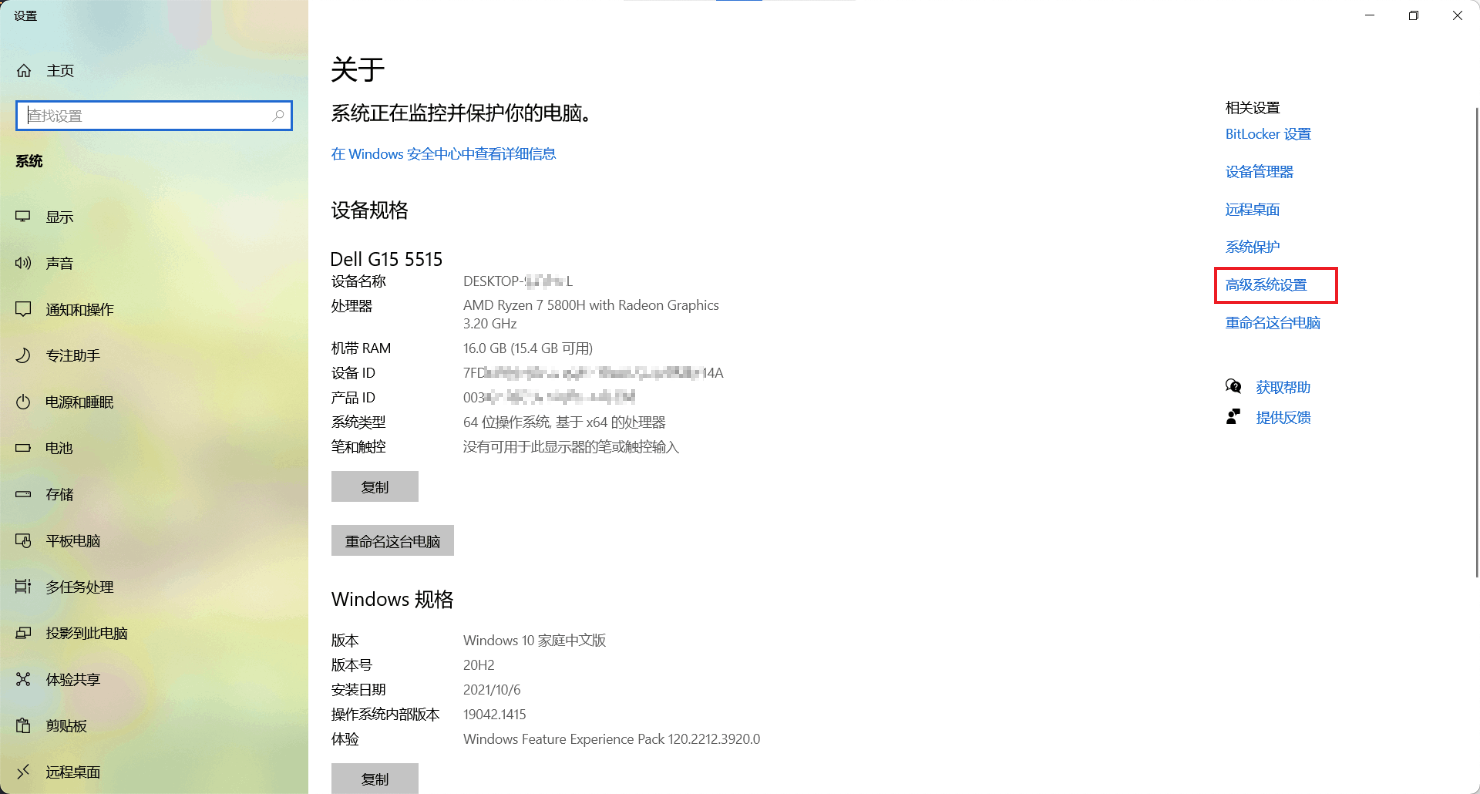 设置
主页
查找设置
系统
显示
声音
通知和操作
专注助手
电源和睡眠
电池
存储
平板电脑
多任务处理
投影到此电脑
体验共享
剪贴板
远程桌面
关于
系统正在监控并保护你的电脑。
在 Windows 安全中心中查看详细信息
设备规格
Dell G15 5515
设备名称 DESKTOP-
处理器 AMD Ryzen 7 5800H with Radeon Graphics
3.20 GHz
机带 RAM 16.0 GB (15.4 GB 可用)
设备 ID
产品 ID
系统类型 64 位操作系统, 基于 x64 的处理器
笔和触控 没有可用于此显示器的笔或触控输入
复制
重命名这台电脑
Windows 规格
版本 Windows 10 家庭中文版
版本号 20H2
安装日期 2021/10/6
操作系统内部版本 19042.1415
体验 Windows Feature Experience Pack 120.2212.3920.0
复制
相关设置
BitLocker 设置
设备管理器
远程桌面
系统保护
高级系统设置
重命名这台电脑
获取帮助
提供反馈